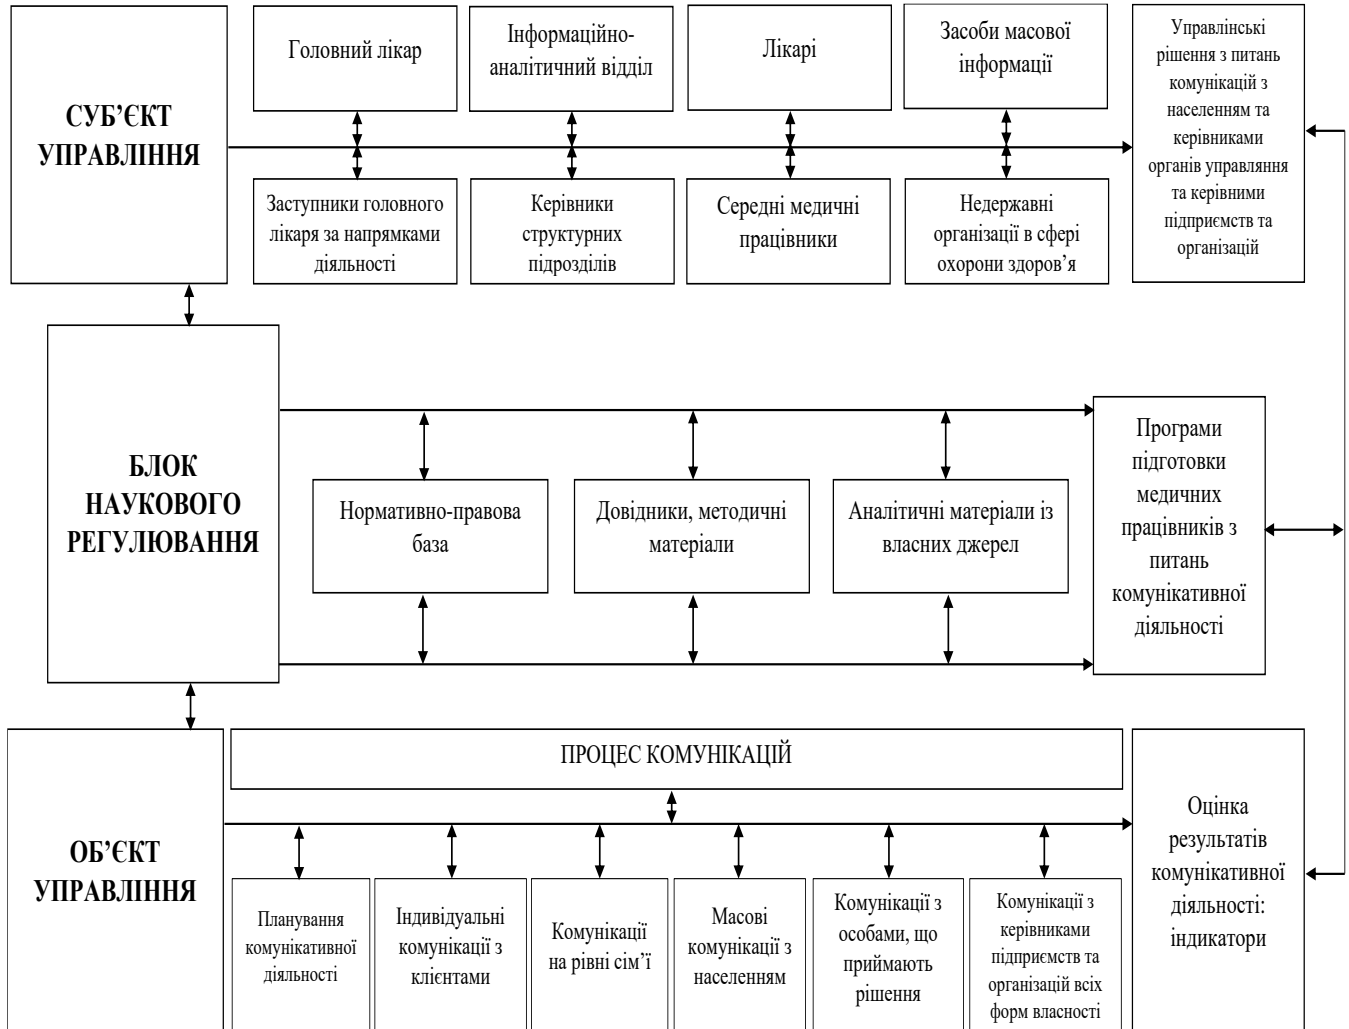 СУБ’ЄКТ
УПРАВЛІННЯ
Головний лікар
Інформаційно-
аналітичний відділ
Лікарі
Засоби масової
інформації
Заступники головного
лікаря за напрямками
діяльності
Керівники
структурних
підрозділів
Середні медичні
працівники
Недержавні
організації в сфері
охорони здоров’я
Управлінські
рішення з питань
комунікацій з
населенням та
керівниками
органів управляння
та керівними
підприємств та
організацій
БЛОК
НАУКОВОГО
РЕГУЛЮВАННЯ
Нормативно-правова
база
Довідники, методичні
матеріали
Аналітичні матеріали із
власних джерел
Програми
підготовки
медичних
працівників з
питань
комунікативної
діяльності
ОБ’ЄКТ
УПРАВЛІННЯ
ПРОЦЕС КОМУНІКАЦІЙ
Планування
комунікативної
діяльності
Індивідуальні
комунікації з
клієнтами
Комунікації
на рівні сім’ї
Масові
комунікації з
населенням
Комунікації з
особами, що
приймають
рішення
Комунікації з
керівниками
підприємств та
організацій всіх
форм власності
Оцінка
результатів
комунікативної
діяльності:
індикатори